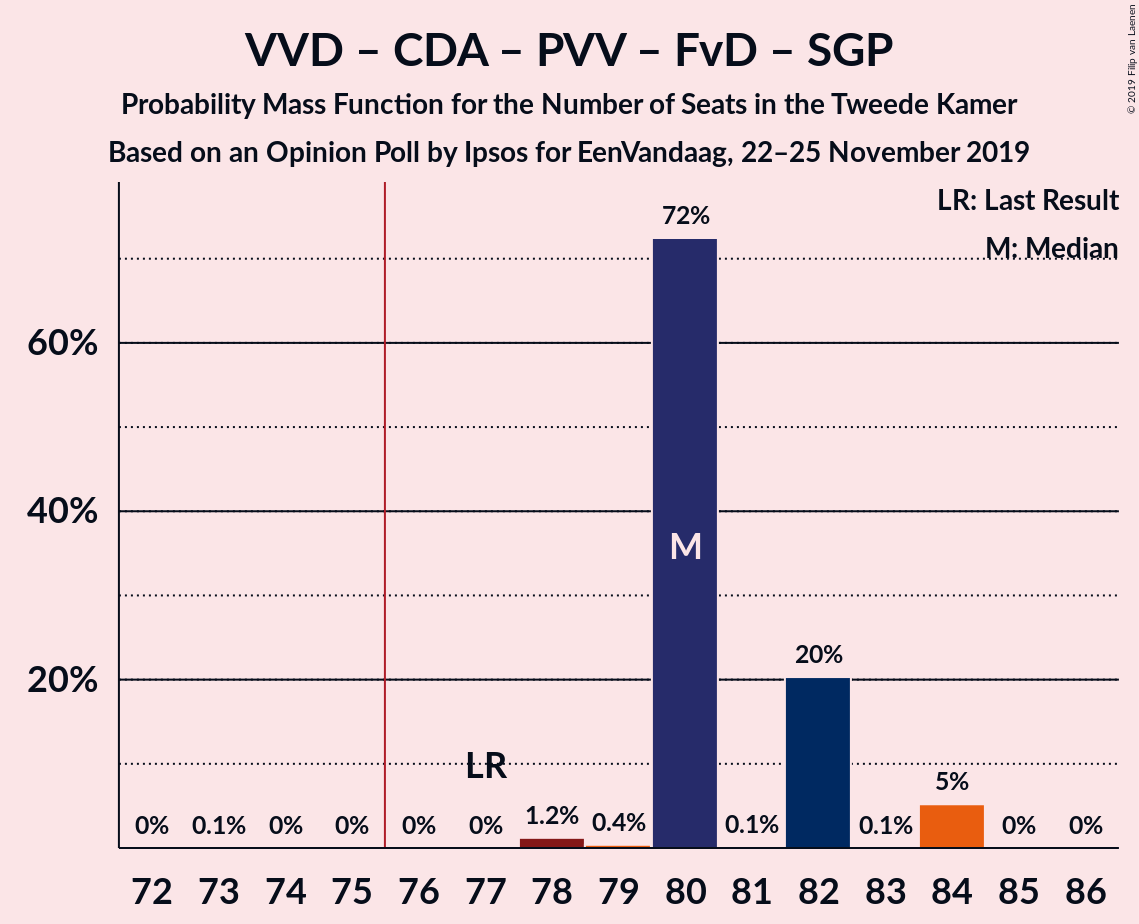 VVD – CDA – PVV – FvD – SGP
Probability Mass Function for the Number of Seats in the Tweede Kamer
Based on an Opinion Poll by Ipsos for EenVandaag, 22–25 November 2019
© 2019 Filip van Laenen
LR: Last Result
M: Median
72%
60%
40%
M
20%
20%
LR
5%
0% 0.1% 0% 0% 0% 0% 1.2% 0.4% 0.1% 0.1% 0% 0%
72 73 74 75 76 77 78 79 80 81 82 83 84 85 86